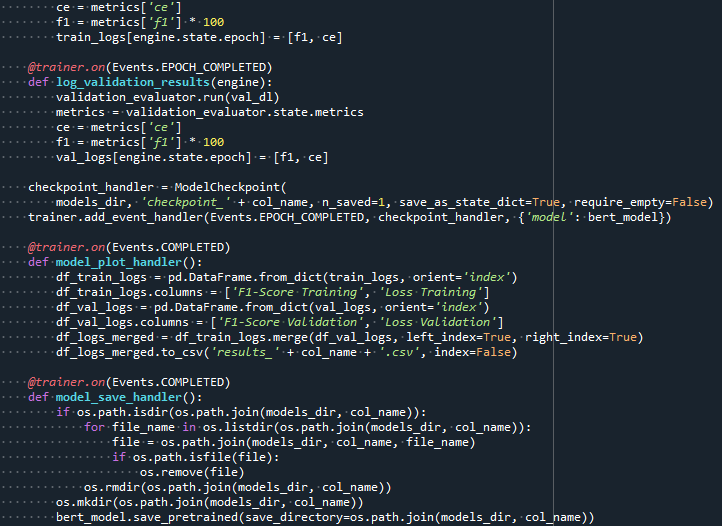 ce = metrics['ce']
f1 = metrics['f1'] * 100
train_logs[engine.state.epoch] = [f1, ce]
@trainer.on(Events.EPOCH_COMPLETED)
def log_validation_results(engine):
validation_evaluator.run(val_dl)
metrics = validation_evaluator.state.metrics
ce = metrics['ce']
f1 = metrics['f1'] * 100
val_logs[engine.state.epoch] = [f1, ce]
checkpoint_handler = ModelCheckpoint(
models_dir, 'checkpoint_' + col_name, n_saved=1, save_as_state_dict=True, require_empty=False)
trainer.add_event_handler(Events.EPOCH_COMPLETED, checkpoint_handler, {'model': bert_model})
@trainer.on(Events.COMPLETED)
def model_plot_handler():
df_train_logs = pd.DataFrame.from_dict(train_logs, orient='index')
df_train_logs.columns = ['F1-Score Training', 'Loss Training']
df_val_logs = pd.DataFrame.from_dict(val_logs, orient='index')
df_val_logs.columns = ['F1-Score Validation', 'Loss Validation']
df_logs_merged = df_train_logs.merge(df_val_logs, left_index=True, right_index=True)
df_logs_merged.to_csv('results_' + col_name + '.csv', index=False)
@trainer.on(Events.COMPLETED)
def model_save_handler():
if os.path.isdir(os.path.join(models_dir, col_name)):
for file_name in os.listdir(os.path.join(models_dir, col_name)):
file = os.path.join(models_dir, col_name, file_name)
if os.path.isfile(file):
os.remove(file)
os.rmdir(os.path.join(models_dir, col_name))
os.mkdir(os.path.join(models_dir, col_name))
bert_model.save_pretrained(save_directory=os.path.join(models_dir, col_name))